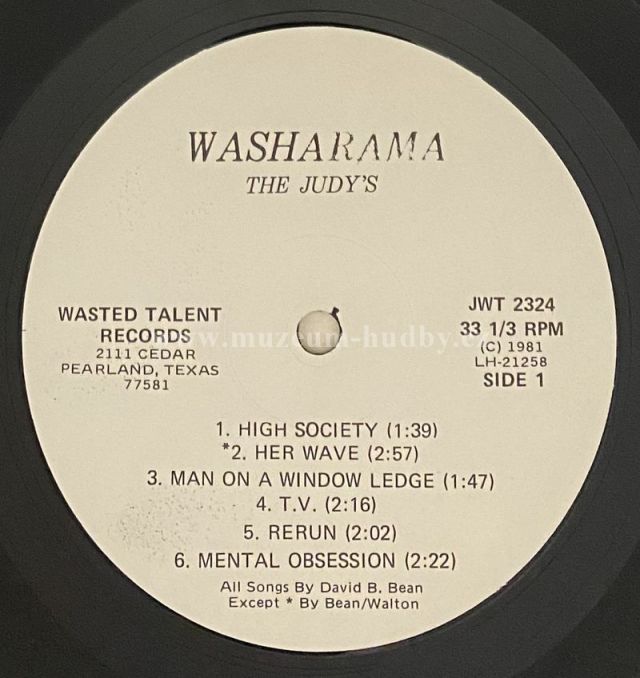 WASHARAMA
THE JUDY'S
WASTED TALENT
RECORDS
2111 CEDAR
PEARLAND, TEXAS
77581
JWT 2324
33 1/3 RPM
(C) 1981
LH-21258
SIDE 1
www.muzeum-hudby.cz
1. HIGH SOCIETY (1:39)
*2. HER WAVE (2:57)
3. MAN ON A WINDOW LEDGE (1:47)
4. T.V. (2:16)
5. RERUN (2:02)
6. MENTAL OBSESSION (2:22)
All Songs By David B. Bean
Except * By Bean/Walton